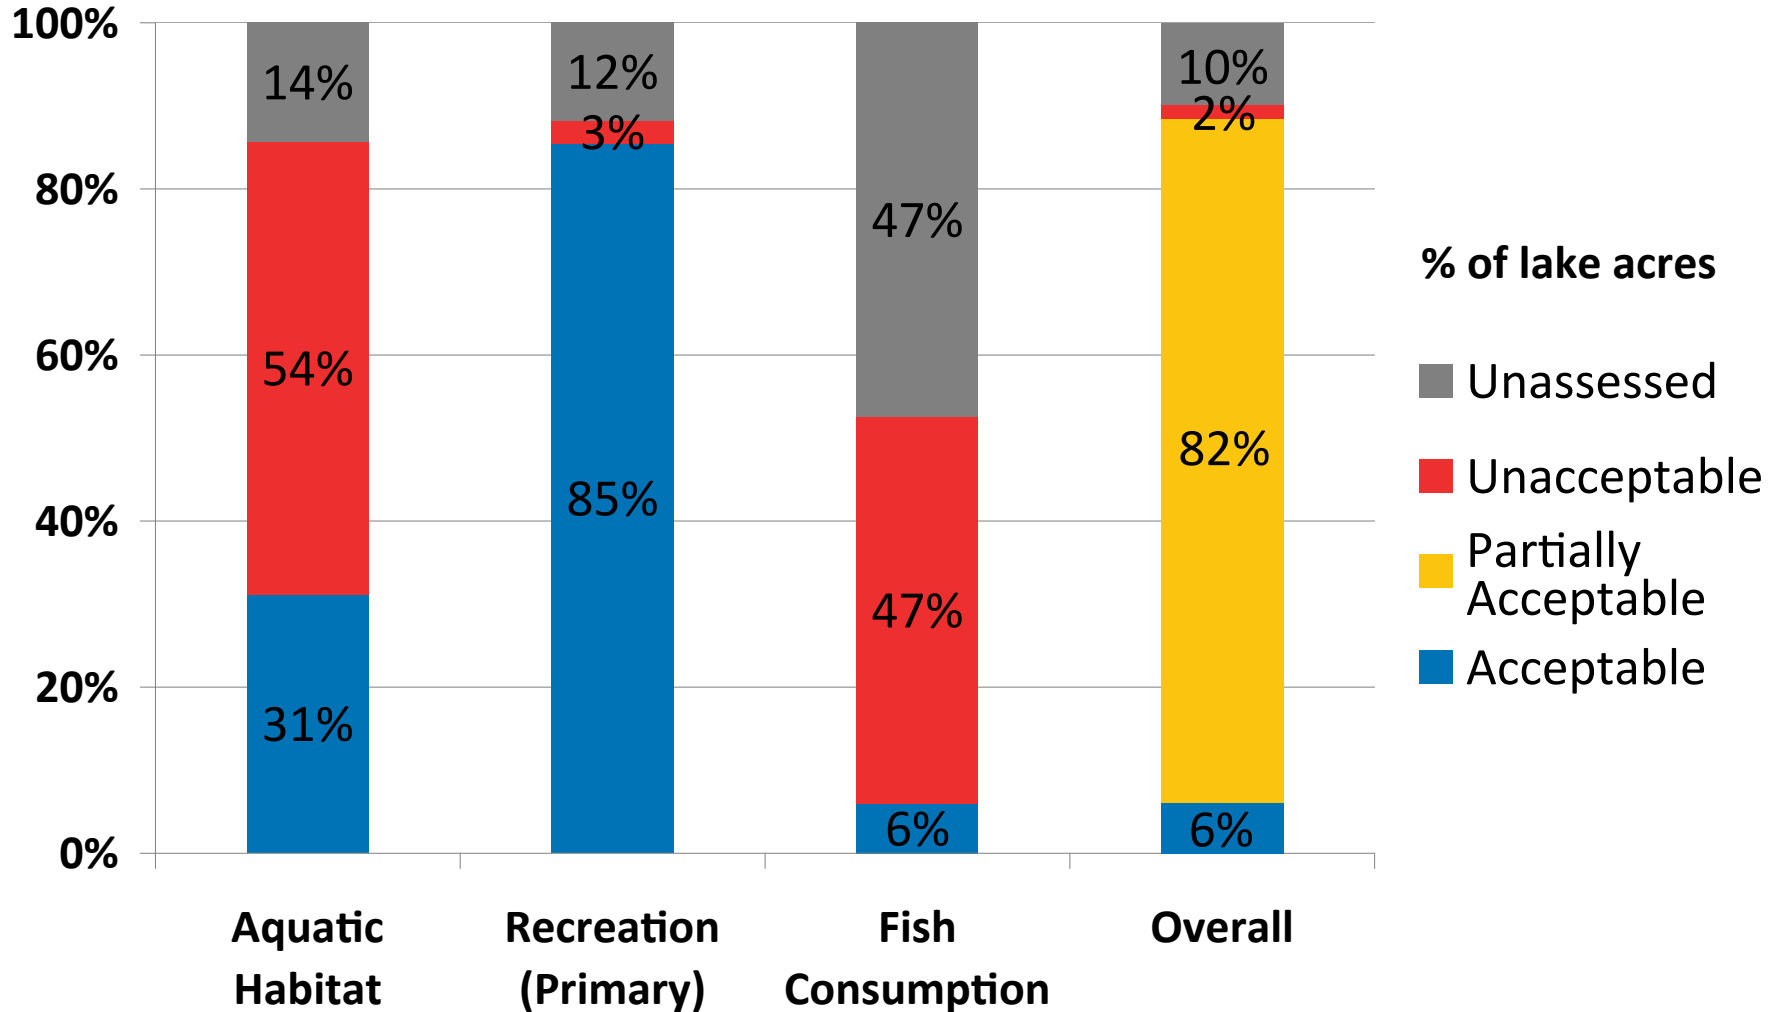 100%
80%
60%
40%
20%
0%
14%
54%
31%
12%
3%
85%
47%
47%
6%
10%
2%
82%
6%
Aquatic
Habitat
Recreation
(Primary)
Fish
Consumption
Overall
% of lake acres
Unassessed
Unacceptable
Partially
Acceptable
Acceptable